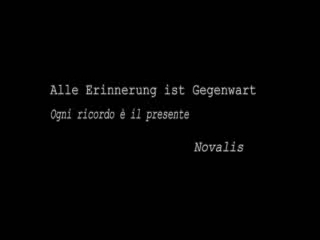 Alle Erinnerung ist Gegenwart
Ogni ricordo è il presente
Novalis